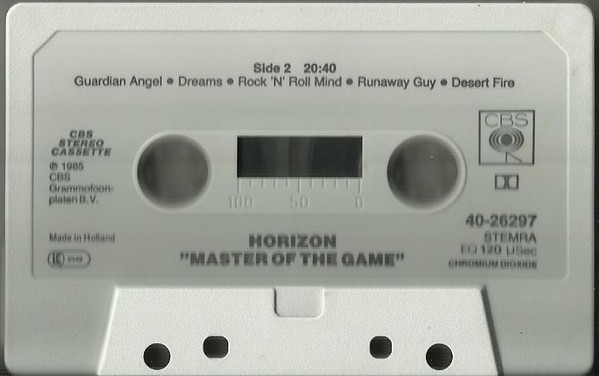 Side 2 20:40
Guardian Angel • Dreams • Rock 'N' Roll Mind • Runaway Guy • Desert Fire
CBS
STEREO
CASSETTE
℗ 1985
CBS
Grammofoon-
platen B.V.
Made in Holland
CBS
100 50 0
40-26297
STEMRA
EQ 120 µSec
CHROMIUM DIOXIDE
HORIZON
"MASTER OF THE GAME"